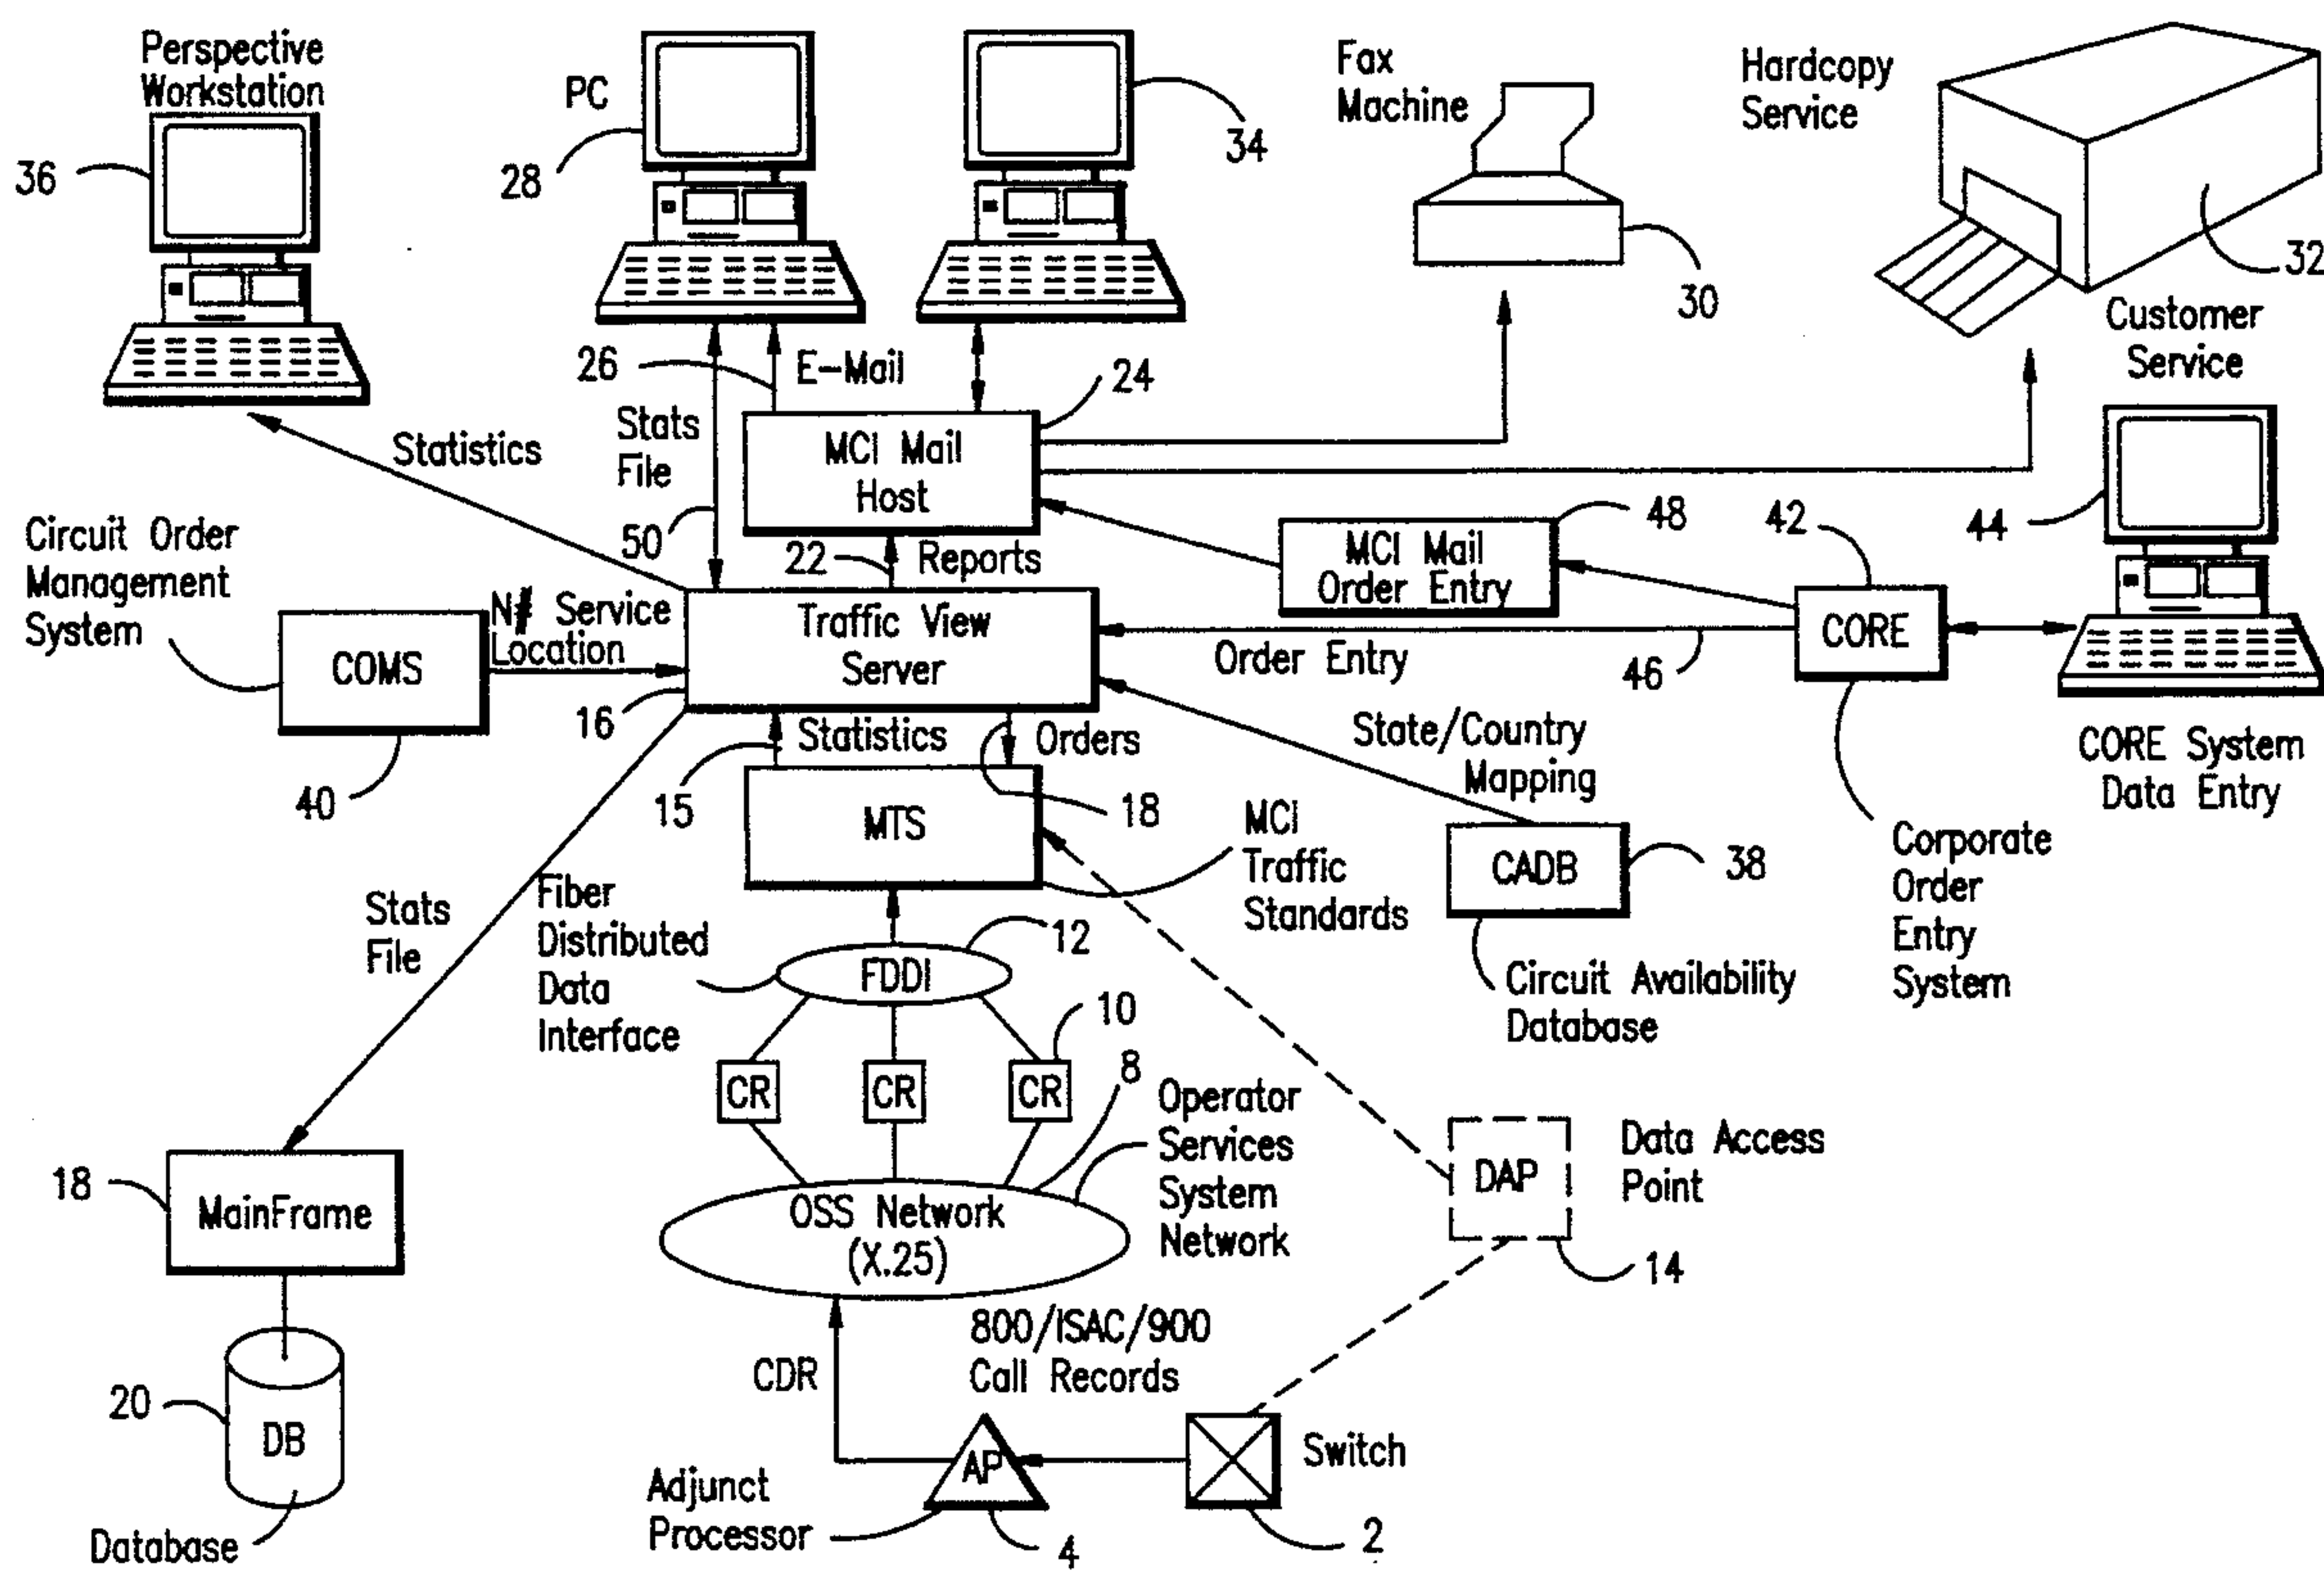 Perspective
Workstation
36
PC
28
34
Fax
Machine
30
Hardcopy
Service
32
Customer
Service
26
E-Mail
24
Stats
File
50
Statistics
MCI Mail
Host
22
Reports
48
MCI Mail
Order Entry
42
44
Circuit Order
Management
System
COMS
40
N# Service
Location
16
Traffic View
Server
Order Entry
46
CORE
CORE System
Data Entry
15
Statistics
Orders
18
State/Country
Mapping
MTS
MCI
Traffic
Standards
CADB
38
Circuit Availability
Database
Corporate
Order
Entry
System
Stats
File
Fiber
Distributed
Data
Interface
12
FDDI
10
CR
CR
CR
8
Operator
Services
System
Network
OSS Network
(X.25)
DAP
Data Access
Point
14
18
MainFrame
20
DB
Database
CDR
800/ISAC/900
Call Records
AP
Adjunct
Processor
4
Switch
2